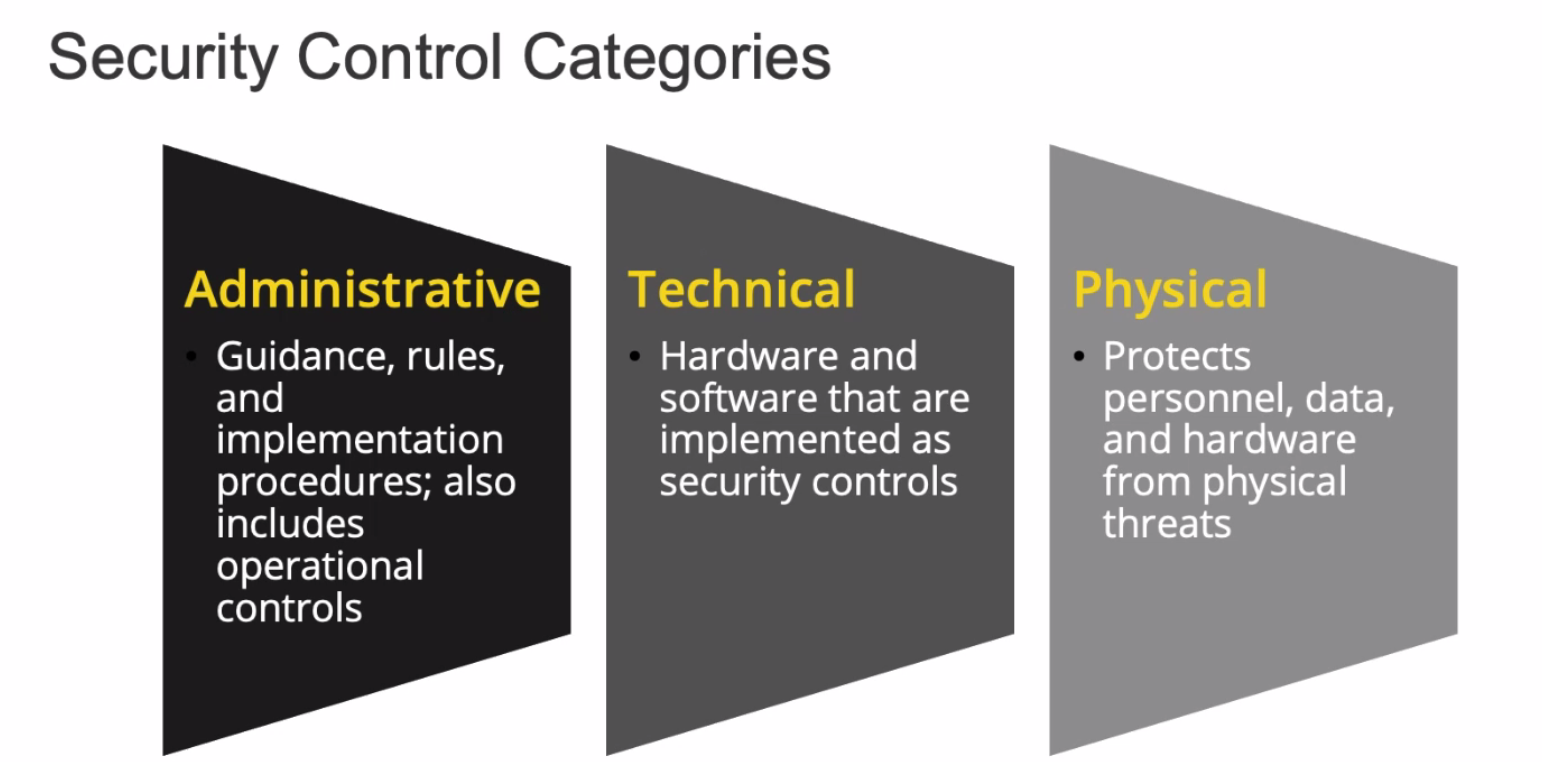 Security Control Categories
Administrative
• Guidance, rules,
and
implementation
procedures; also
includes
operational
controls
Technical
• Hardware and
software that are
implemented as
security controls
Physical
• Protects
personnel, data,
and hardware
from physical
threats